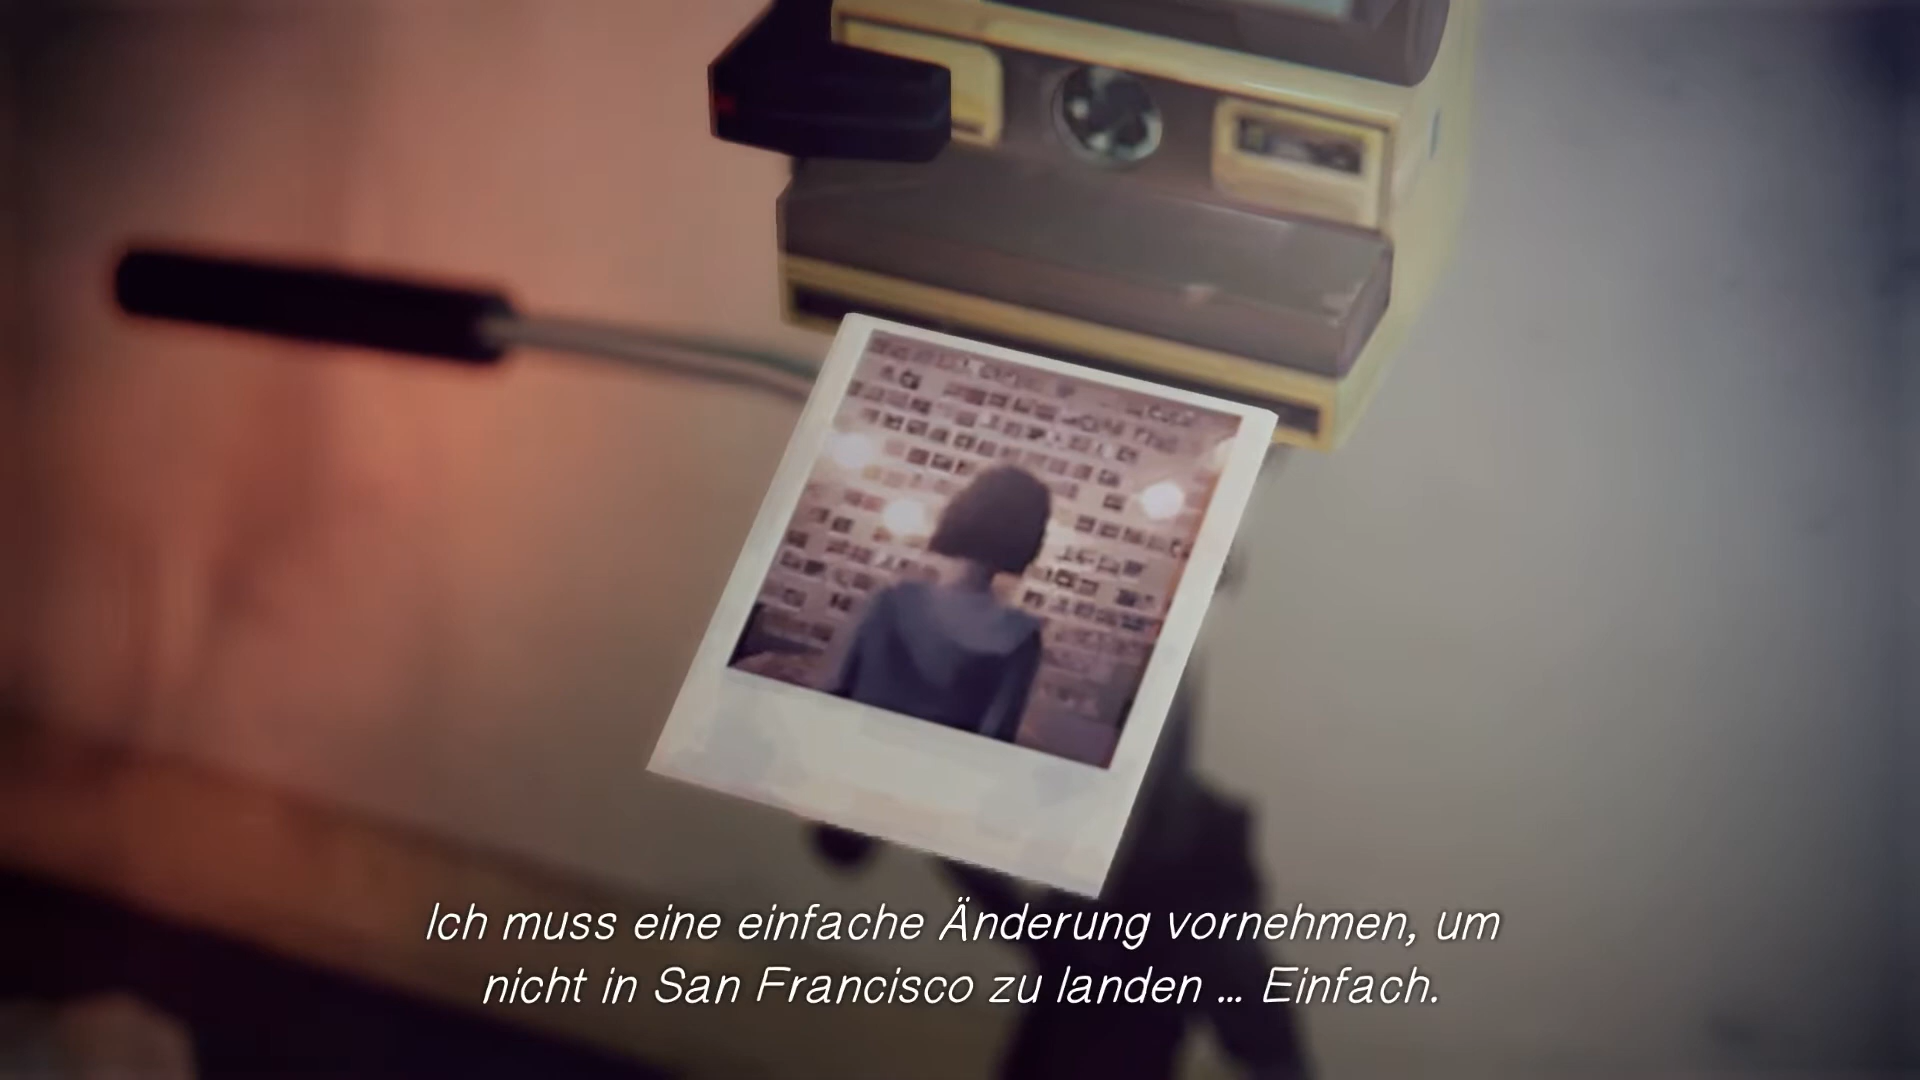 Ich muss eine einfache Änderung vornehmen, um
nicht in San Francisco zu landen ... Einfach.